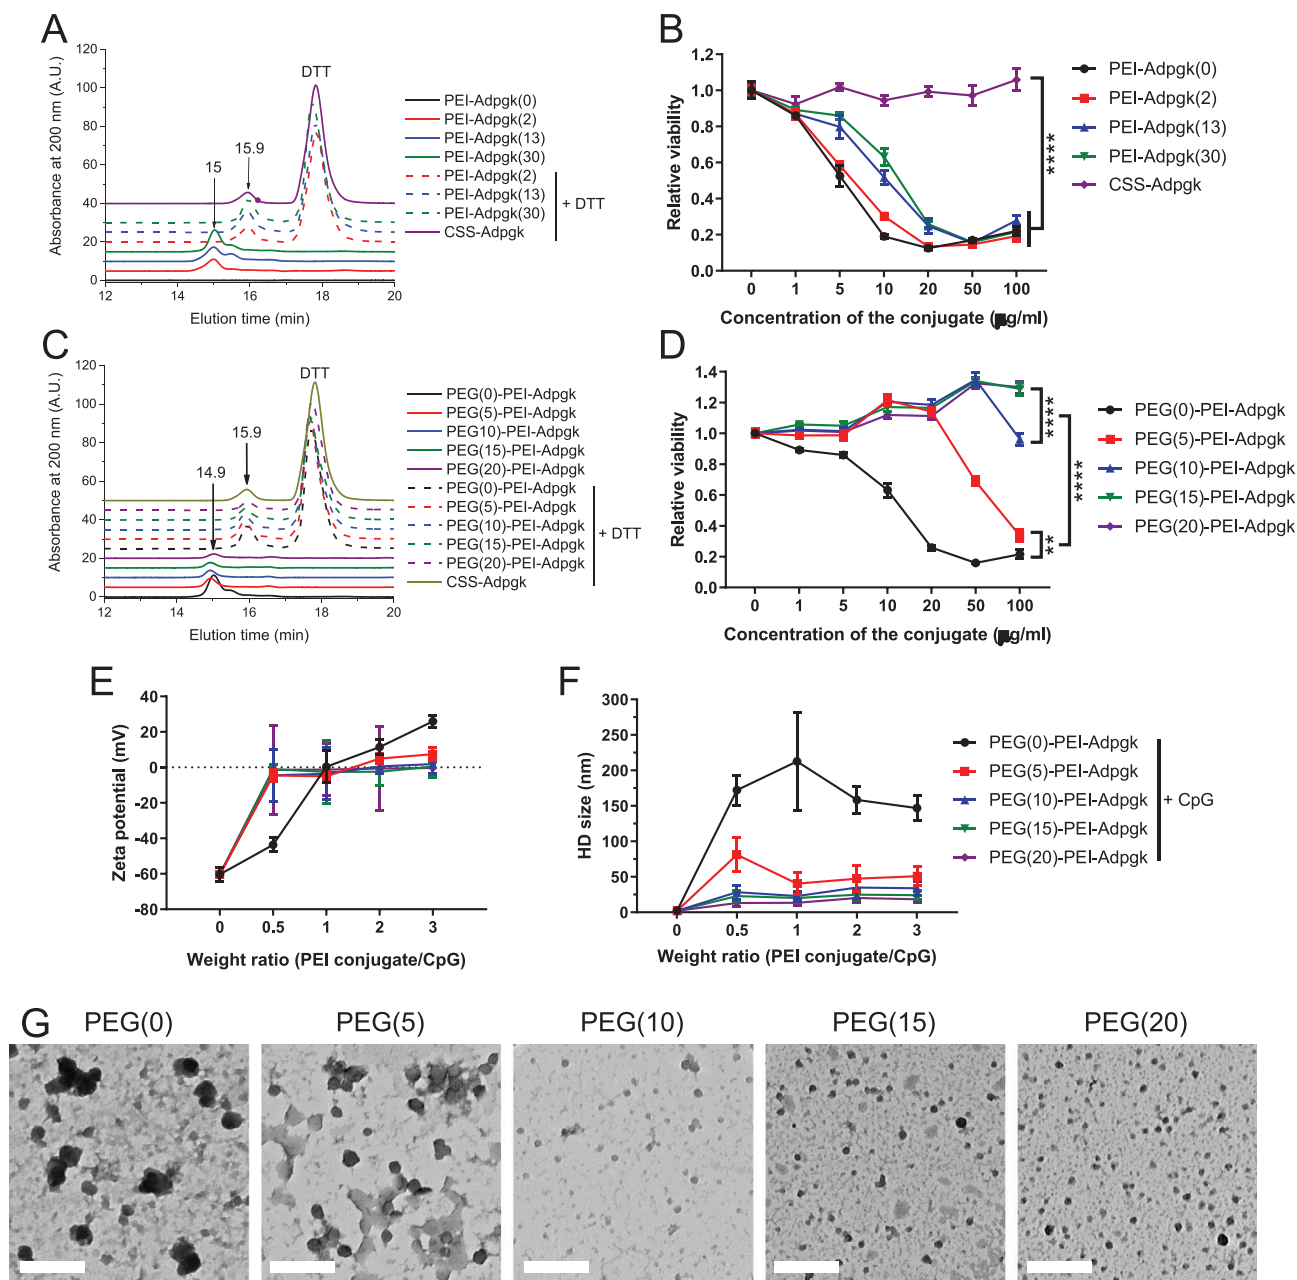 A
Absorbance at 200 nm (A.U.)
120
100
80
60
40
20
0
12 14 16 18 20
Elution time (min)
15
15.9
DTT
PEI-Adpgk(0)
PEI-Adpgk(2)
PEI-Adpgk(13)
PEI-Adpgk(30)
PEI-Adpgk(2)
PEI-Adpgk(13)
PEI-Adpgk(30)
CSS-Adpgk
+ DTT
B
Relative viability
1.2
1.0
0.8
0.6
0.4
0.2
0.0
0 1 5 10 20 50 100
Concentration of the conjugate (μg/ml)
****
PEI-Adpgk(0)
PEI-Adpgk(2)
PEI-Adpgk(13)
PEI-Adpgk(30)
CSS-Adpgk
C
Absorbance at 200 nm (A.U.)
120
100
80
60
40
20
0
12 14 16 18 20
Elution time (min)
14.9
15.9
DTT
PEG(0)-PEI-Adpgk
PEG(5)-PEI-Adpgk
PEG10)-PEI-Adpgk
PEG(15)-PEI-Adpgk
PEG(20)-PEI-Adpgk
PEG(0)-PEI-Adpgk
PEG(5)-PEI-Adpgk
PEG(10)-PEI-Adpgk
PEG(15)-PEI-Adpgk
PEG(20)-PEI-Adpgk
CSS-Adpgk
+ DTT
D
Relative viability
1.4
1.2
1.0
0.8
0.6
0.4
0.2
0.0
0 1 5 10 20 50 100
Concentration of the conjugate (μg/ml)
****
****
**
PEG(0)-PEI-Adpgk
PEG(5)-PEI-Adpgk
PEG(10)-PEI-Adpgk
PEG(15)-PEI-Adpgk
PEG(20)-PEI-Adpgk
E
Zeta potential (mV)
40
20
0
-20
-40
-60
-80
0 0.5 1 2 3
Weight ratio (PEI conjugate/CpG)
F
HD size (nm)
300
250
200
150
100
50
0
0 0.5 1 2 3
Weight ratio (PEI conjugate/CpG)
PEG(0)-PEI-Adpgk
PEG(5)-PEI-Adpgk
PEG(10)-PEI-Adpgk
PEG(15)-PEI-Adpgk
PEG(20)-PEI-Adpgk
+ CpG
G
PEG(0) PEG(5) PEG(10) PEG(15) PEG(20)